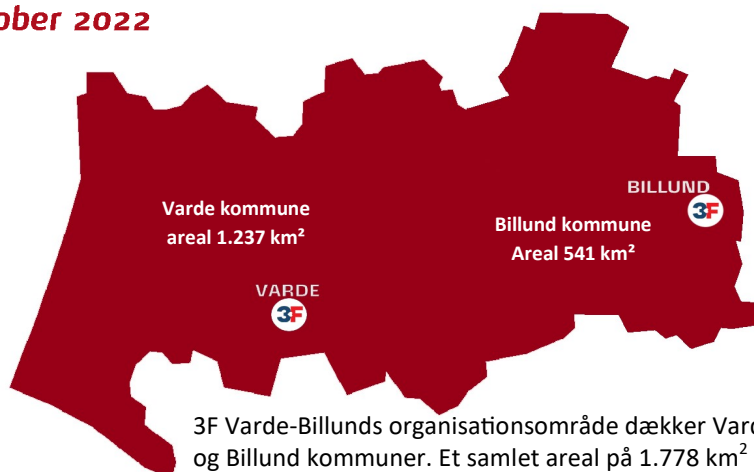 ober 2022
BILLUND
3F
Varde kommune
areal 1.237 km²
Billund kommune
Areal 541 km²
VARDE
3F
3F Varde-Billunds organisationsområde dækker Vard
og Billund kommuner. Et samlet areal på 1.778 km²